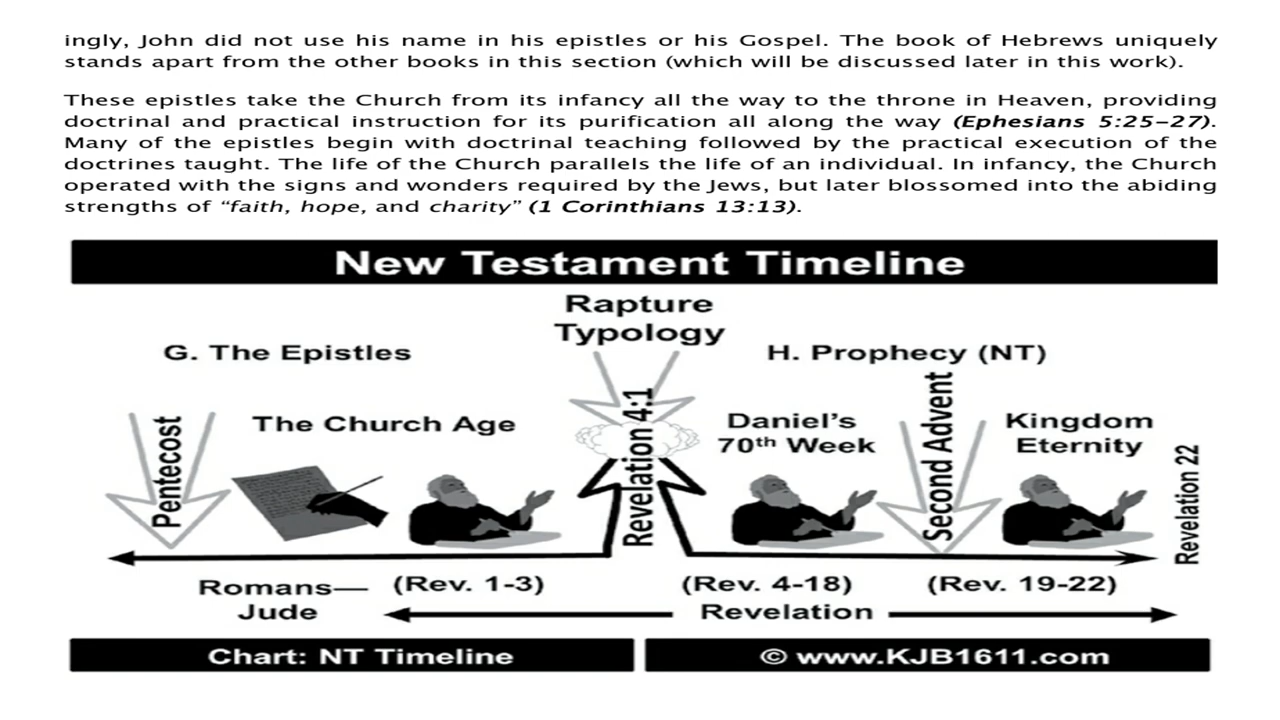 ingly, John did not use his name in his epistles or his Gospel. The book of Hebrews uniquely
stands apart from the other books in this section (which will be discussed later in this work).
These epistles take the Church from its infancy all the way to the throne in Heaven, providing
doctrinal and practical instruction for its purification all along the way (Ephesians 5:25–27).
Many of the epistles begin with doctrinal teaching followed by the practical execution of the
doctrines taught. The life of the Church parallels the life of an individual. In infancy, the Church
operated with the signs and wonders required by the Jews, but later blossomed into the abiding
strengths of “faith, hope, and charity” (1 Corinthians 13:13).
New Testament Timeline
Rapture
Typology
G. The Epistles
H. Prophecy (NT)
Pentecost
The Church Age
Revelation 4:1
Daniel’s
70th Week
Second Advent
Kingdom
Eternity
Revelation 22
Romans—
Jude
(Rev. 1-3)
(Rev. 4-18)
(Rev. 19-22)
Revelation
Chart: NT Timeline
© www.KJB1611.com